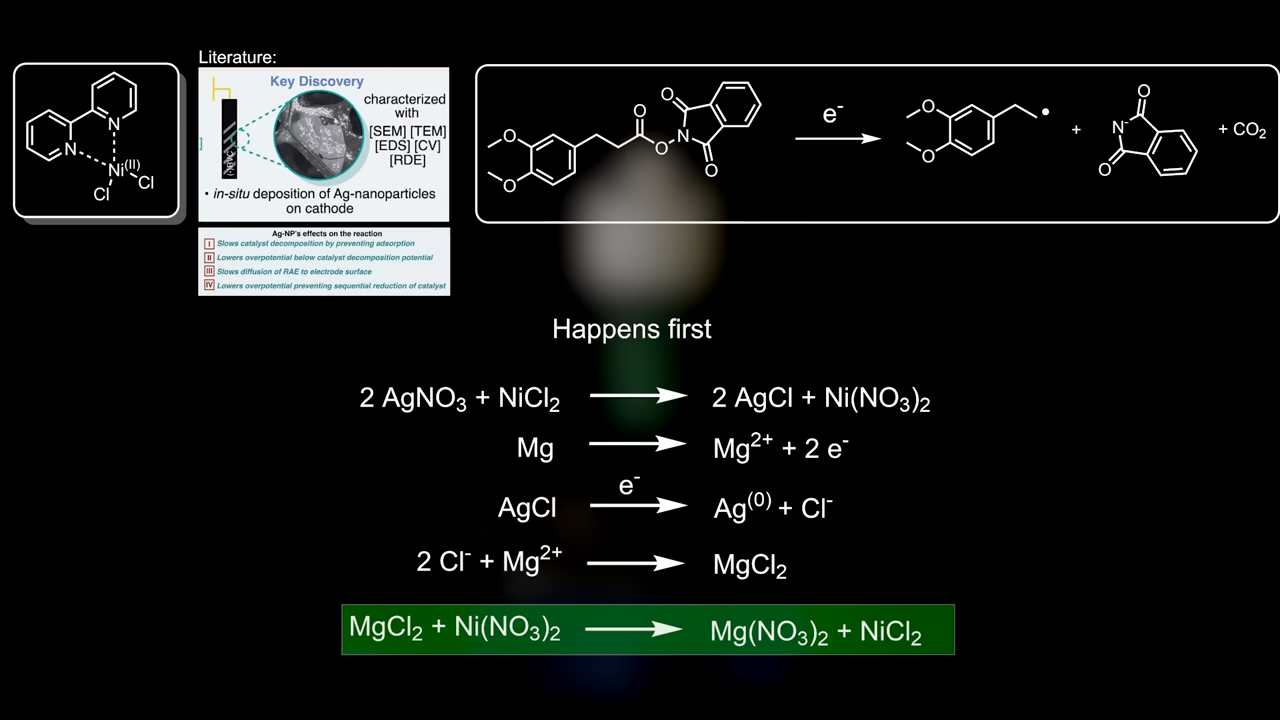 Literature:
Key Discovery
characterized
with
[SEM] [TEM]
[EDS] [CV]
[RDE]
• in-situ deposition of Ag-nanoparticles
on cathode
Ag-NP's effects on the reaction
I Slows catalyst decomposition by preventing adsorption
II Lowers overpotential below catalyst decomposition potential
III Slows diffusion of RAE to electrode surface
IV Lowers overpotential preventing sequential reduction of catalyst
N
N
Ni(II)
Cl
Cl
O
O
O
O
N
O
O
e-
O
O
+
O
N-
O
+ CO2
Happens first
2 AgNO3 + NiCl2 2 AgCl + Ni(NO3)2
Mg Mg2+ + 2 e-
AgCl e- Ag(0) + Cl-
2 Cl- + Mg2+ MgCl2
MgCl2 + Ni(NO3)2 Mg(NO3)2 + NiCl2